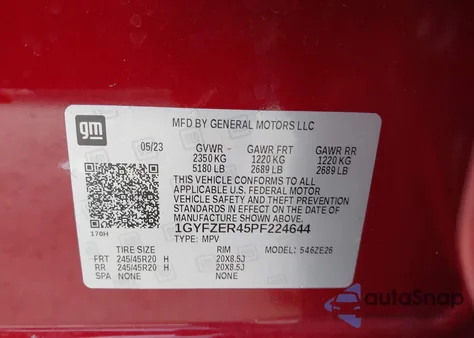 gm
MFD BY GENERAL MOTORS LLC
05/23 GVWR - GAWR FRT GAWR RR
2350 KG 1220 KG 1220 KG
5180 LB 2689 LB 2689 LB
THIS VEHICLE CONFORMS TO ALL
APPLICABLE U.S. FEDERAL MOTOR
VEHICLE SAFETY AND THEFT PREVENTION
STANDARDS IN EFFECT ON THE DATE OF
MANUFACTURE SHOWN ABOVE.
1GYFZER45PF224644
170H TYPE: MPV
TIRE SIZE RIM MODEL: 546ZE26
FRT 245/45R20 H 20X8.5J
RR 245/45R20 H 20X8.5J
SPA NONE NONE
autoSnap